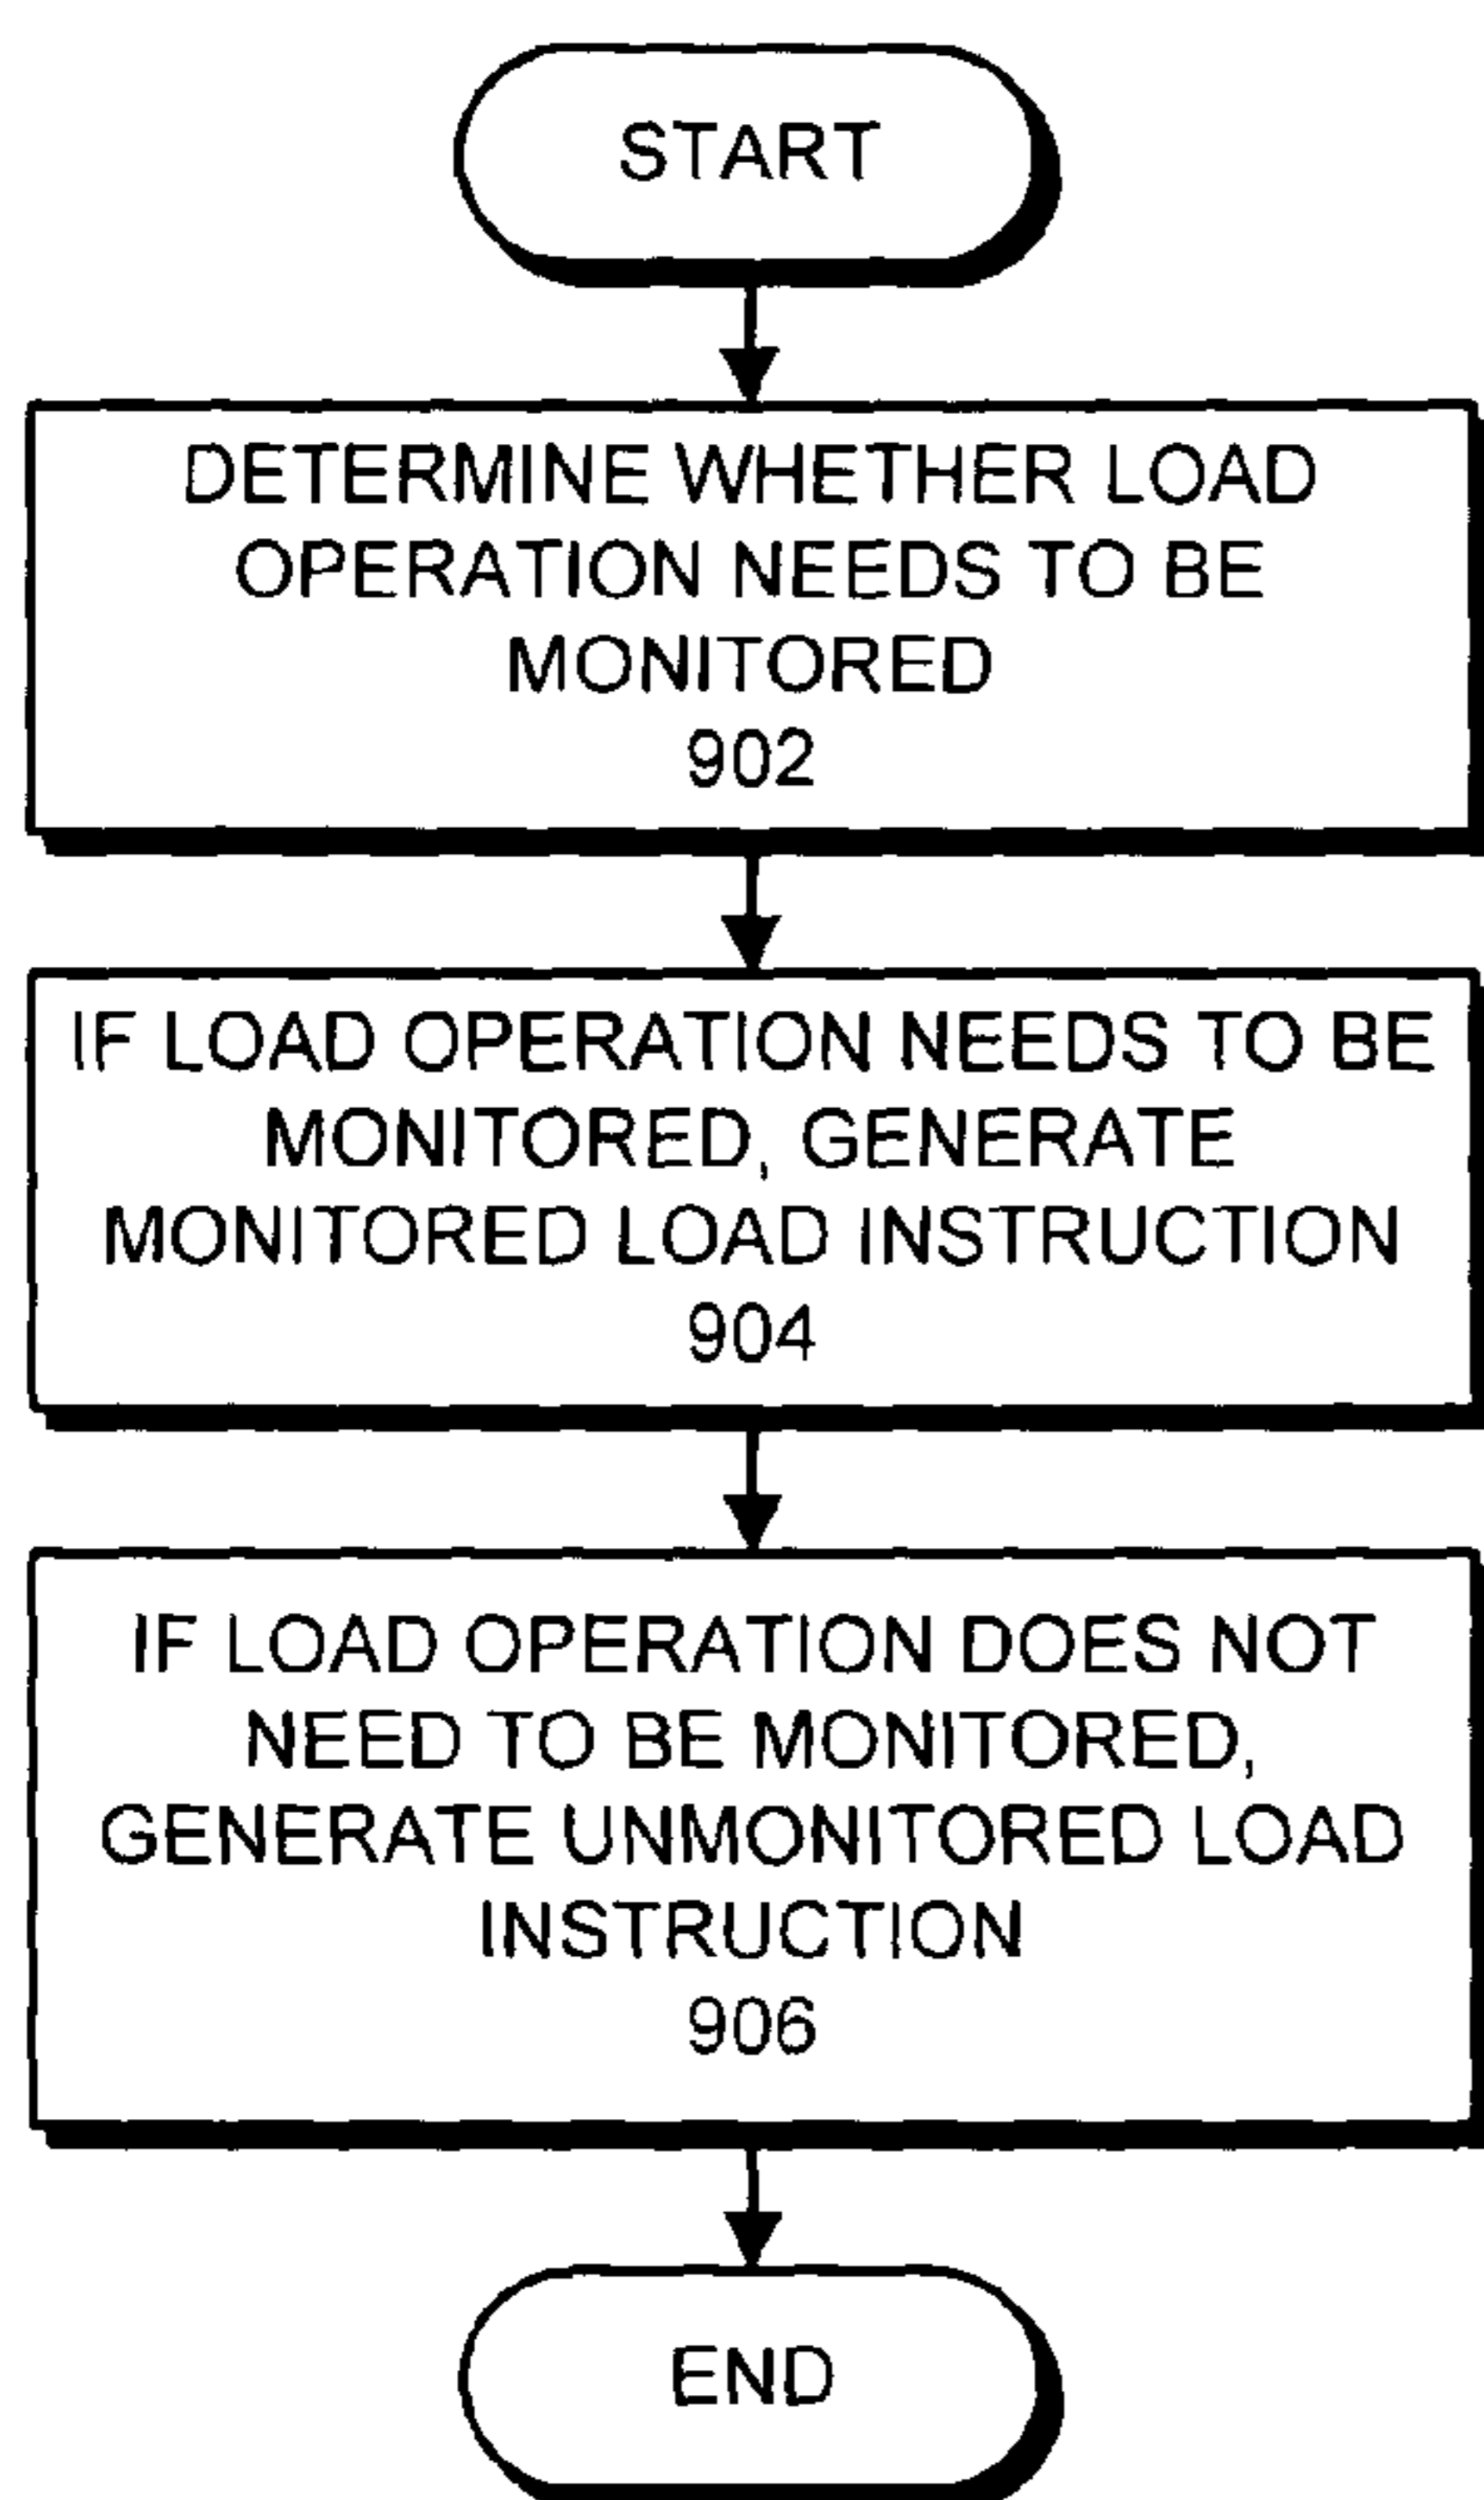 START
DETERMINE WHETHER LOAD
OPERATION NEEDS TO BE
MONITORED
902
IF LOAD OPERATION NEEDS TO BE
MONITORED, GENERATE
MONITORED LOAD INSTRUCTION
904
IF LOAD OPERATION DOES NOT
NEED TO BE MONITORED,
GENERATE UNMONITORED LOAD
INSTRUCTION
906
END